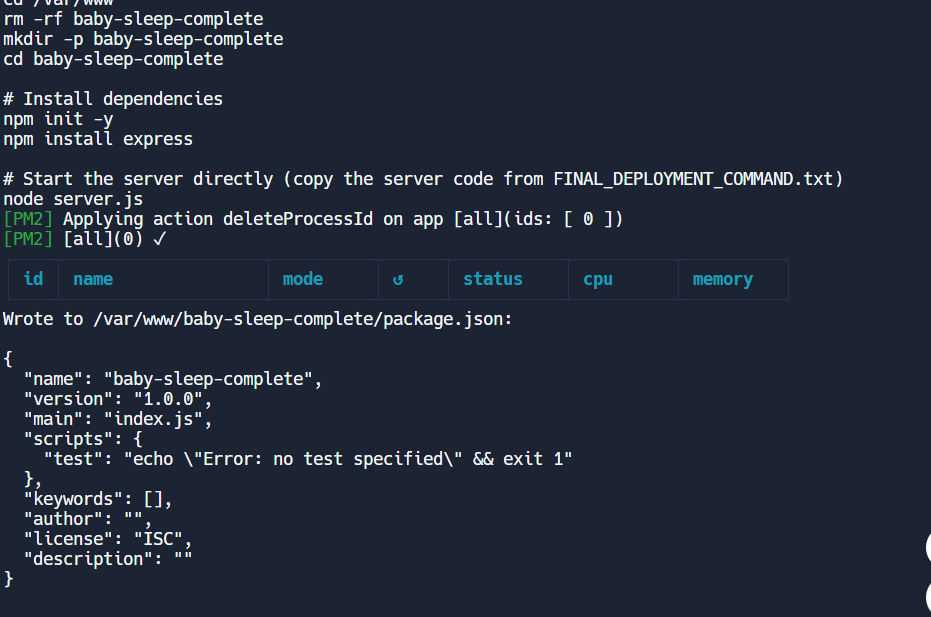 cd /var/www
rm -rf baby-sleep-complete
mkdir -p baby-sleep-complete
cd baby-sleep-complete
# Install dependencies
npm init -y
npm install express
# Start the server directly (copy the server code from FINAL_DEPLOYMENT_COMMAND.txt)
node server.js
[PM2] Applying action deleteProcessId on app [all](ids: [ 0 ])
[PM2] [all](0) ✓
id name mode ↺ status cpu memory
Wrote to /var/www/baby-sleep-complete/package.json:
{
  "name": "baby-sleep-complete",
  "version": "1.0.0",
  "main": "index.js",
  "scripts": {
    "test": "echo \"Error: no test specified\" && exit 1"
  },
  "keywords": [],
  "author": "",
  "license": "ISC",
  "description": ""
}